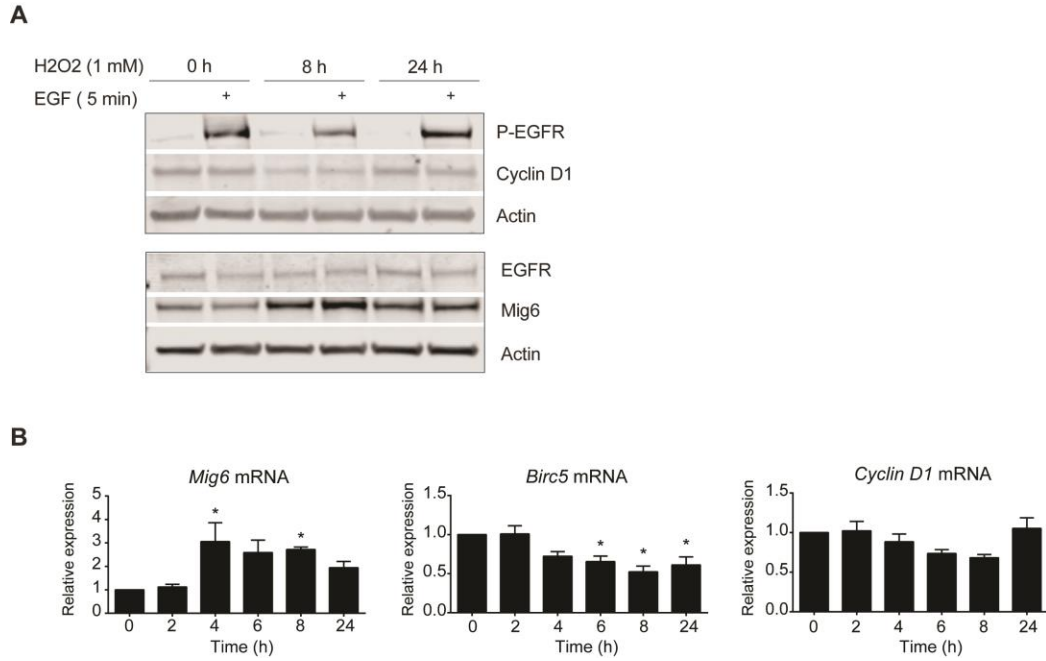 A
H2O2 (1 mM) 0 h 8 h 24 h
EGF ( 5 min) + + +
P-EGFR
Cyclin D1
Actin
EGFR
Mig6
Actin
B
Mig6 mRNA
Relative expression
5
4
3
2
1
0
* *
0 2 4 6 8 24
Time (h)
Birc5 mRNA
Relative expression
1.5
1.0
0.5
0.0
* * *
0 2 4 6 8 24
Time (h)
Cyclin D1 mRNA
Relative expression
1.5
1.0
0.5
0.0
0 2 4 6 8 24
Time (h)